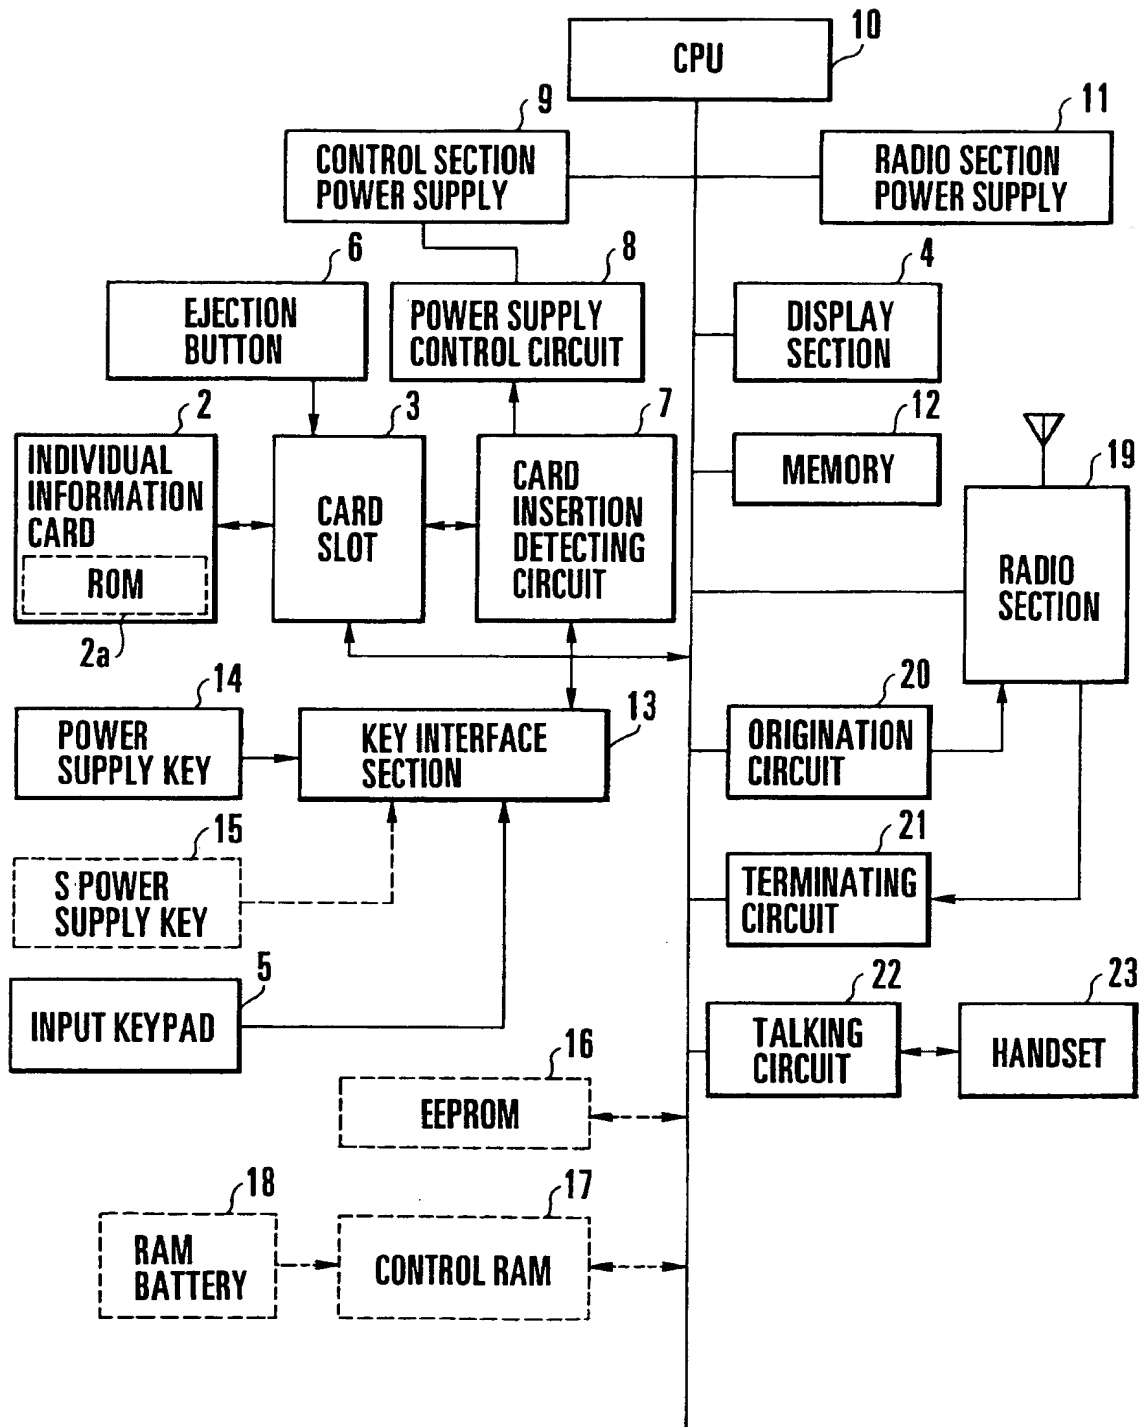 10
CPU
9
CONTROL SECTION
POWER SUPPLY
11
RADIO SECTION
POWER SUPPLY
6
EJECTION
BUTTON
8
POWER SUPPLY
CONTROL CIRCUIT
4
DISPLAY
SECTION
2
INDIVIDUAL
INFORMATION
CARD
ROM
2a
3
CARD
SLOT
7
CARD
INSERTION
DETECTING
CIRCUIT
12
MEMORY
19
RADIO
SECTION
14
POWER
SUPPLY KEY
13
KEY INTERFACE
SECTION
20
ORIGINATION
CIRCUIT
15
S POWER
SUPPLY KEY
21
TERMINATING
CIRCUIT
5
INPUT KEYPAD
22
TALKING
CIRCUIT
23
HANDSET
16
EEPROM
18
RAM
BATTERY
17
CONTROL RAM